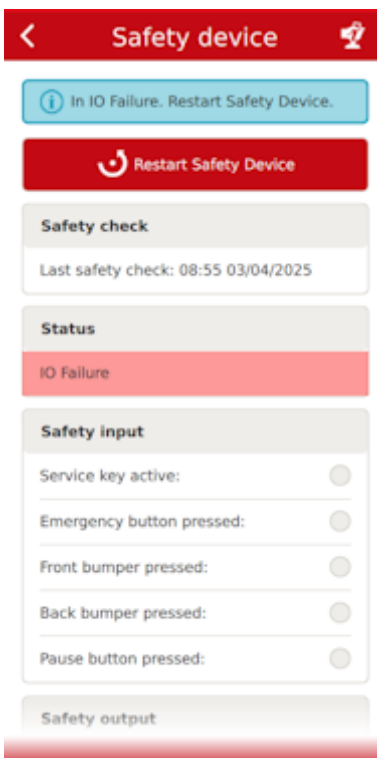 Safety device
In IO Failure. Restart Safety Device.
Restart Safety Device
Safety check
Last safety check: 08:55 03/04/2025
Status
IO Failure
Safety input
Service key active:
Emergency button pressed:
Front bumper pressed:
Back bumper pressed:
Pause button pressed:
Safety output